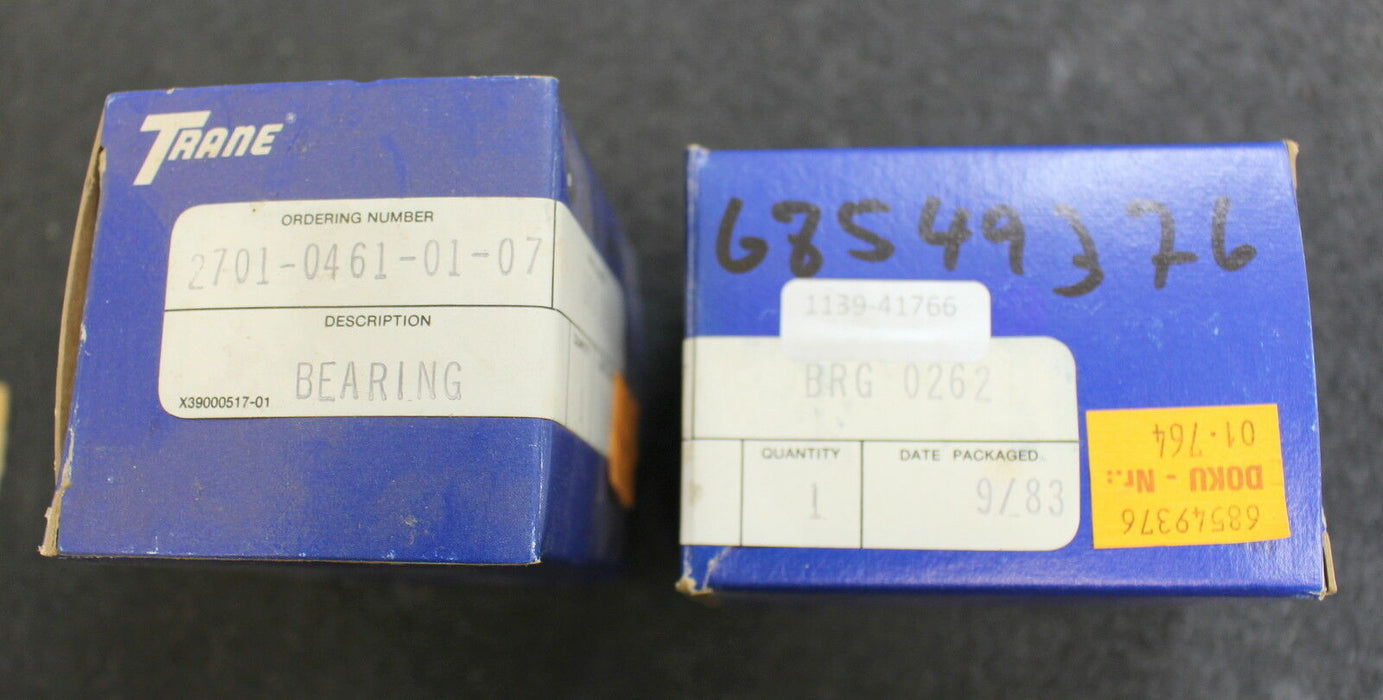 TRANE®
ORDERING NUMBER
2701-0461-01-07
DESCRIPTION
BEARING
X39000517-01
68549376
1139-41766
BRG 0262
QUANTITY
1
DATE PACKAGED
9/83
68549376
DOKU - Nr.:
01-764